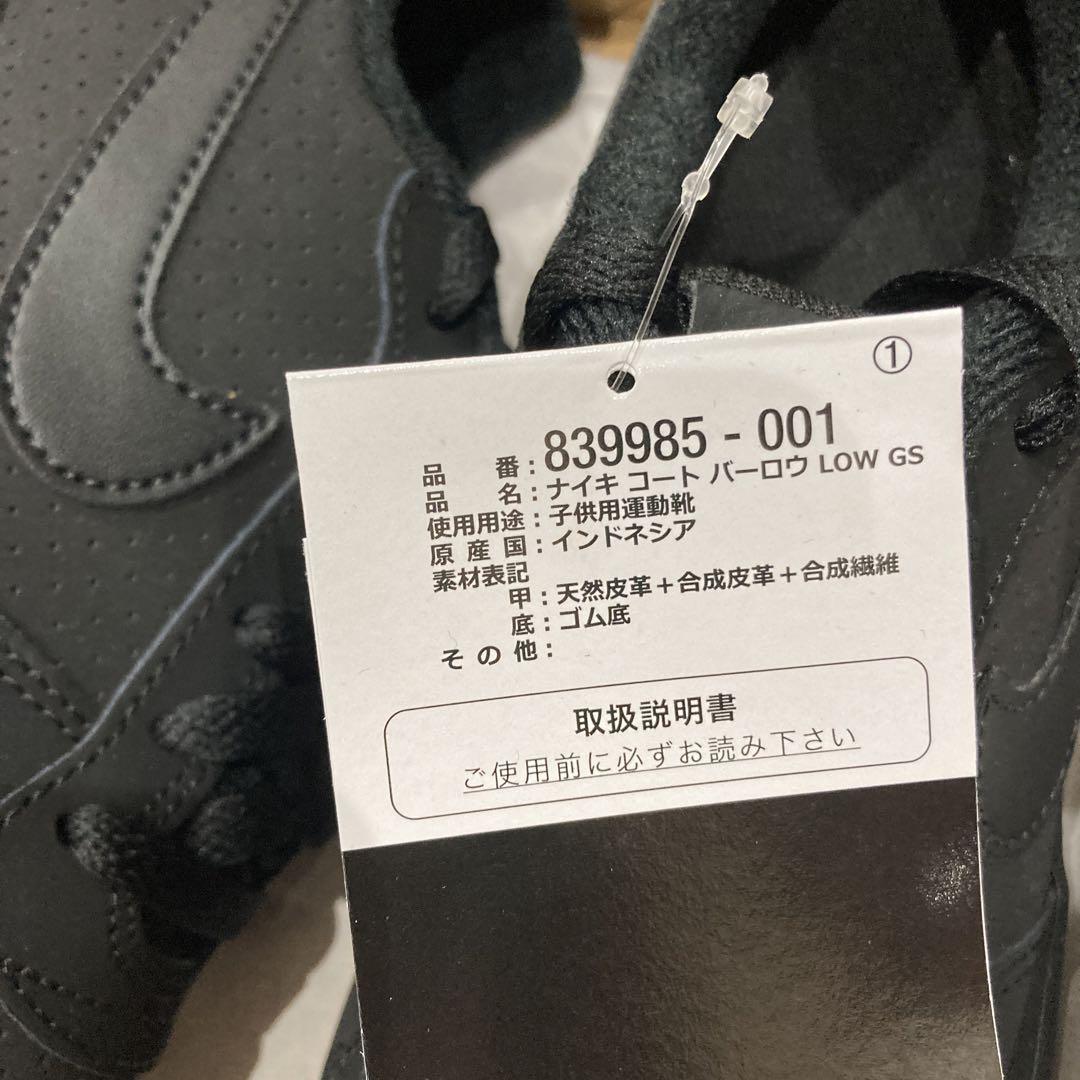 ①
品番:839985-001
品名:ナイキ コート バーロウ LOW GS
使用用途:子供用運動靴
原産国:インドネシア
素材表記
甲:天然皮革+合成皮革+合成繊維
底:ゴム底
その他:
取扱説明書
ご使用前に必ずお読み下さい